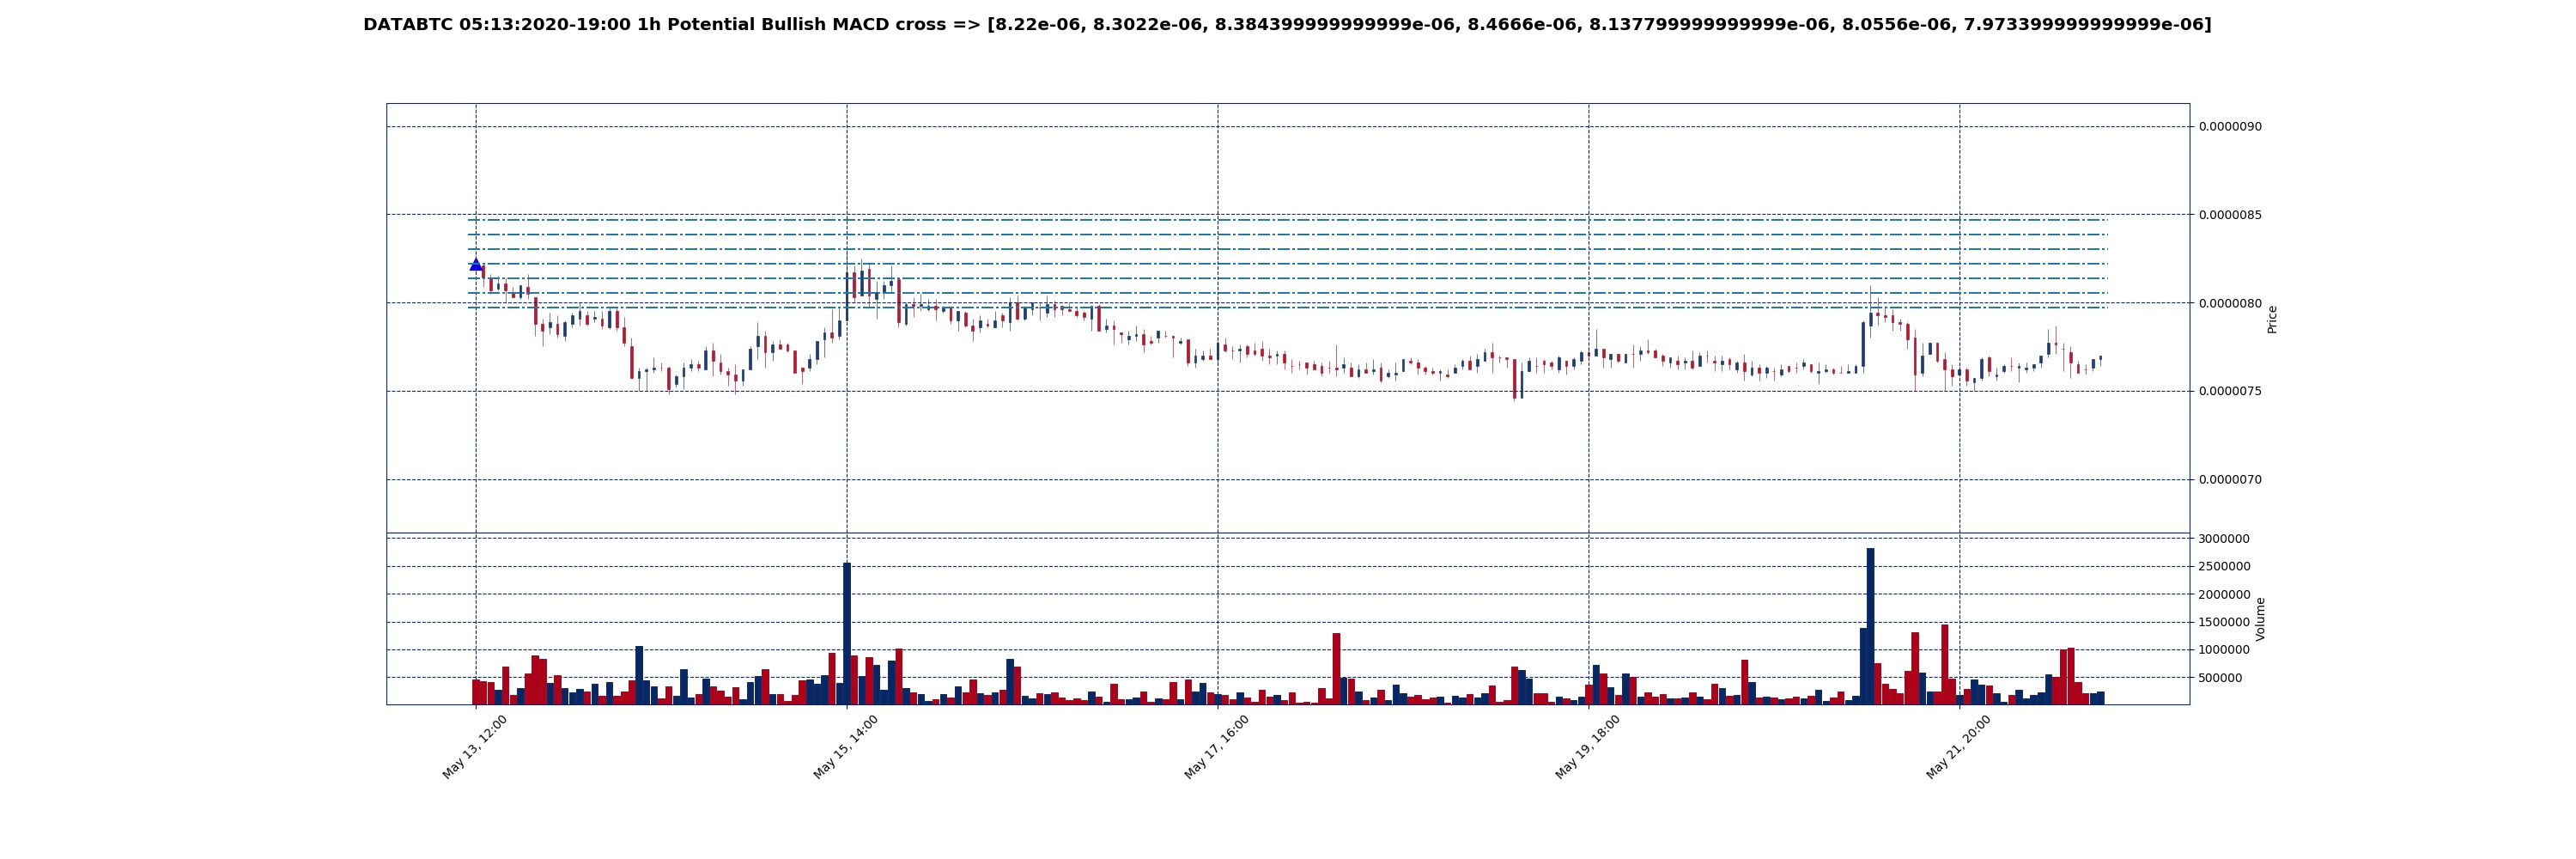 DATABTC 05:13:2020-19:00 1h Potential Bullish MACD cross => [8.22e-06, 8.3022e-06, 8.384399999999999e-06, 8.4666e-06, 8.137799999999999e-06, 8.0556e-06, 7.973399999999999e-06]
0.0000090
0.0000085
0.0000080
Price
0.0000075
0.0000070
3000000
2500000
2000000
Volume
1500000
1000000
500000
May 13, 12:00
May 15, 14:00
May 17, 16:00
May 19, 18:00
May 21, 20:00